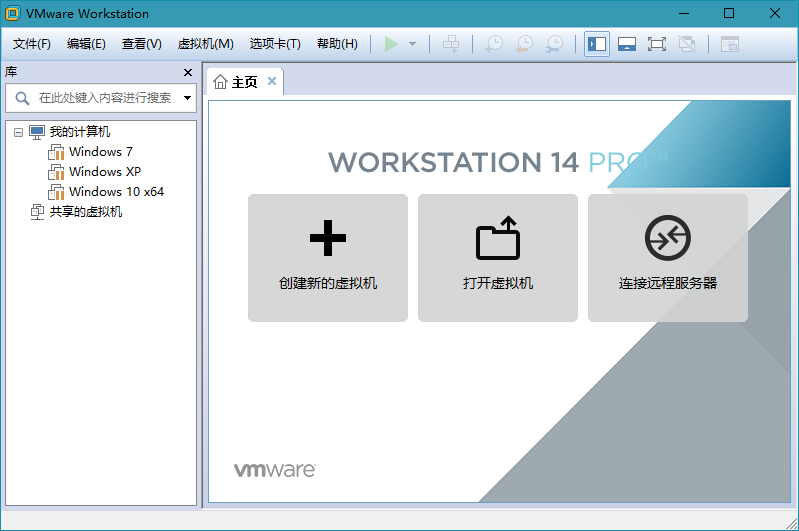 VMware Workstation
文件(F) 编辑(E) 查看(V) 虚拟机(M) 选项卡(T) 帮助(H)
库
在此处键入内容进行搜索
我的计算机
Windows 7
Windows XP
Windows 10 x64
共享的虚拟机
主页
WORKSTATION 14 PRO™
创建新的虚拟机
打开虚拟机
连接远程服务器
vmware